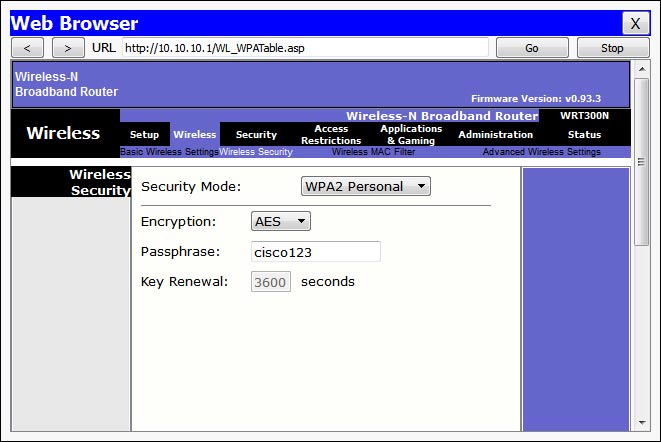 Web Browser X
< > URL http://10.10.10.1/WL_WPATable.asp Go Stop
Wireless-N
Broadband Router
Firmware Version: v0.93.3
Wireless-N Broadband Router WRT300N
Wireless
Setup Wireless Security Access Restrictions Applications & Gaming Administration Status
Basic Wireless Settings Wireless Security Wireless MAC Filter Advanced Wireless Settings
Wireless
Security
Security Mode: WPA2 Personal
Encryption: AES
Passphrase: cisco123
Key Renewal: 3600 seconds